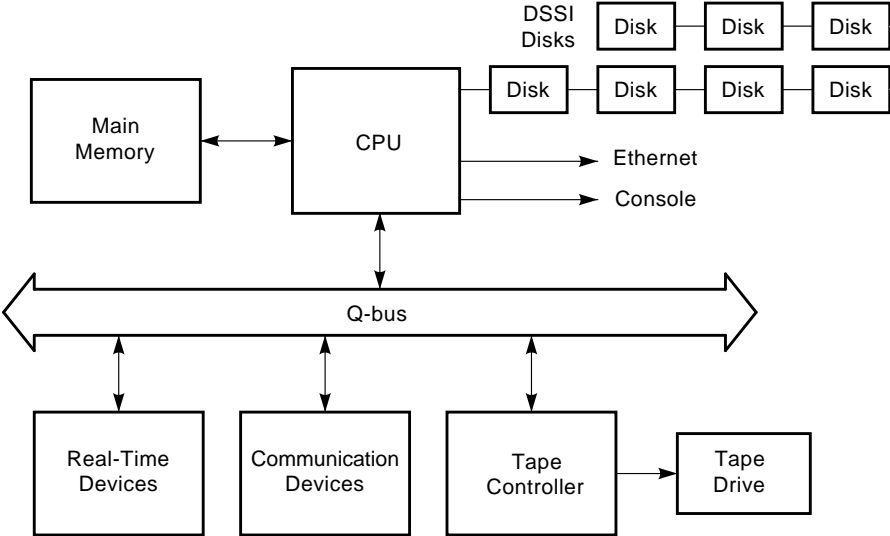 DSSI
Disks
Disk
Disk
Disk
Disk
Disk
Disk
Disk
Main
Memory
CPU
Ethernet
Console
Q-bus
Real-Time
Devices
Communication
Devices
Tape
Controller
Tape
Drive